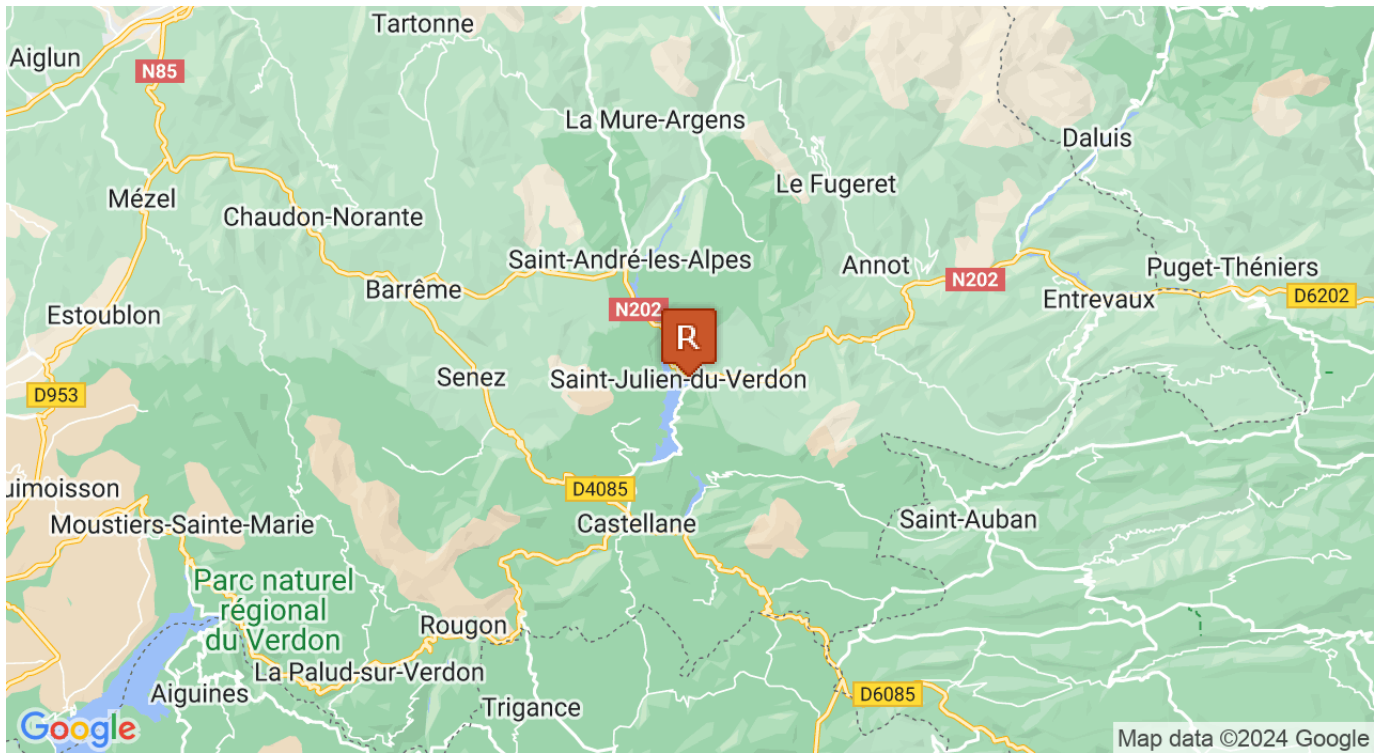 Tartonne
Aiglun
N85
La Mure-Argens
Daluis
Le Fugeret
Mézel
Chaudon-Norante
Saint-André-les-Alpes
Annot
Puget-Théniers
N202
Barrême
Entrevaux
D6202
N202
Estoublon
R
Senez
Saint-Julien-du-Verdon
D953
uimoisson
D4085
Moustiers-Sainte-Marie
Castellane
Saint-Auban
Parc naturel
régional
du Verdon
Rougon
La Palud-sur-Verdon
Aiguines
D6085
Trigance
Google
Map data ©2024 Google